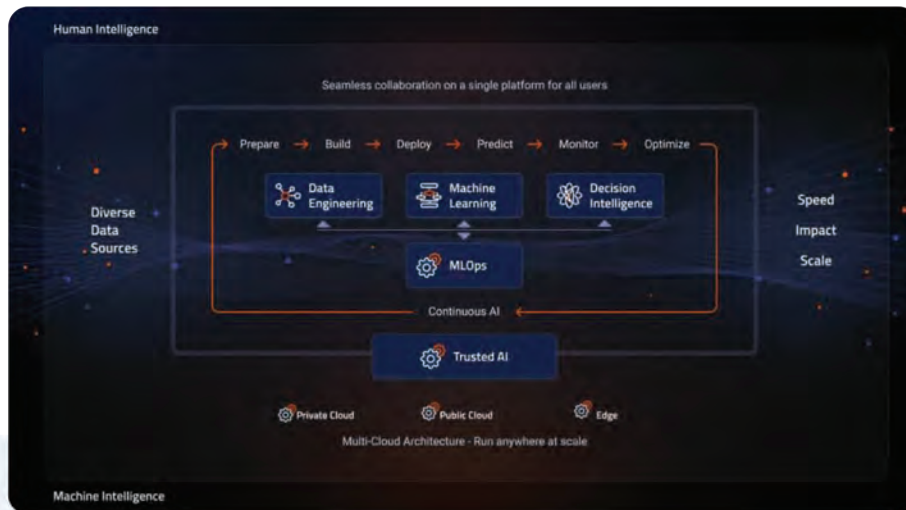 Human Intelligence
Seamless collaboration on a single platform for all users
Prepare Build Deploy Predict Monitor Optimize
Data
Engineering
Machine
Learning
Decision
Intelligence
Diverse
Data
Sources
Speed
Impact
Scale
MLOps
Continuous AI
Trusted AI
Private Cloud
Public Cloud
Edge
Multi-Cloud Architecture - Run anywhere at scale
Machine Intelligence